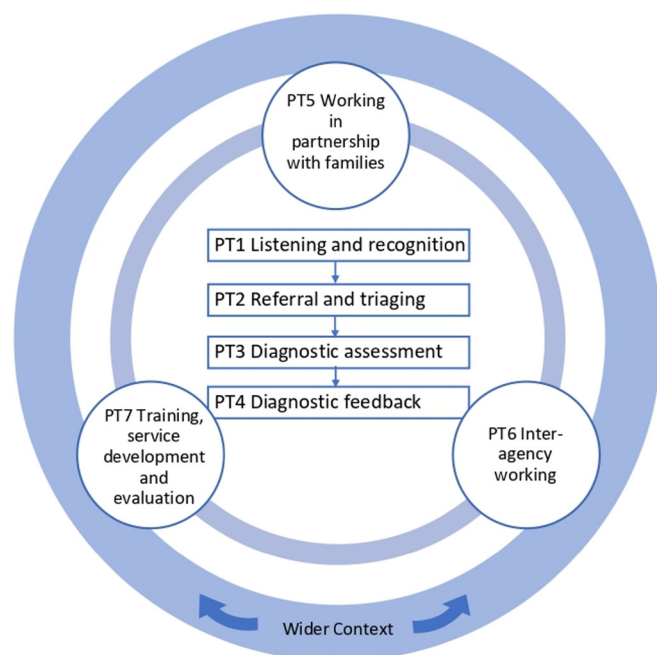 PT5 Working
in
partnership
with families
PT1 Listening and recognition
PT2 Referral and triaging
PT3 Diagnostic assessment
PT4 Diagnostic feedback
PT7 Training,
service
development
and
evaluation
PT6 Inter-
agency
working
Wider Context